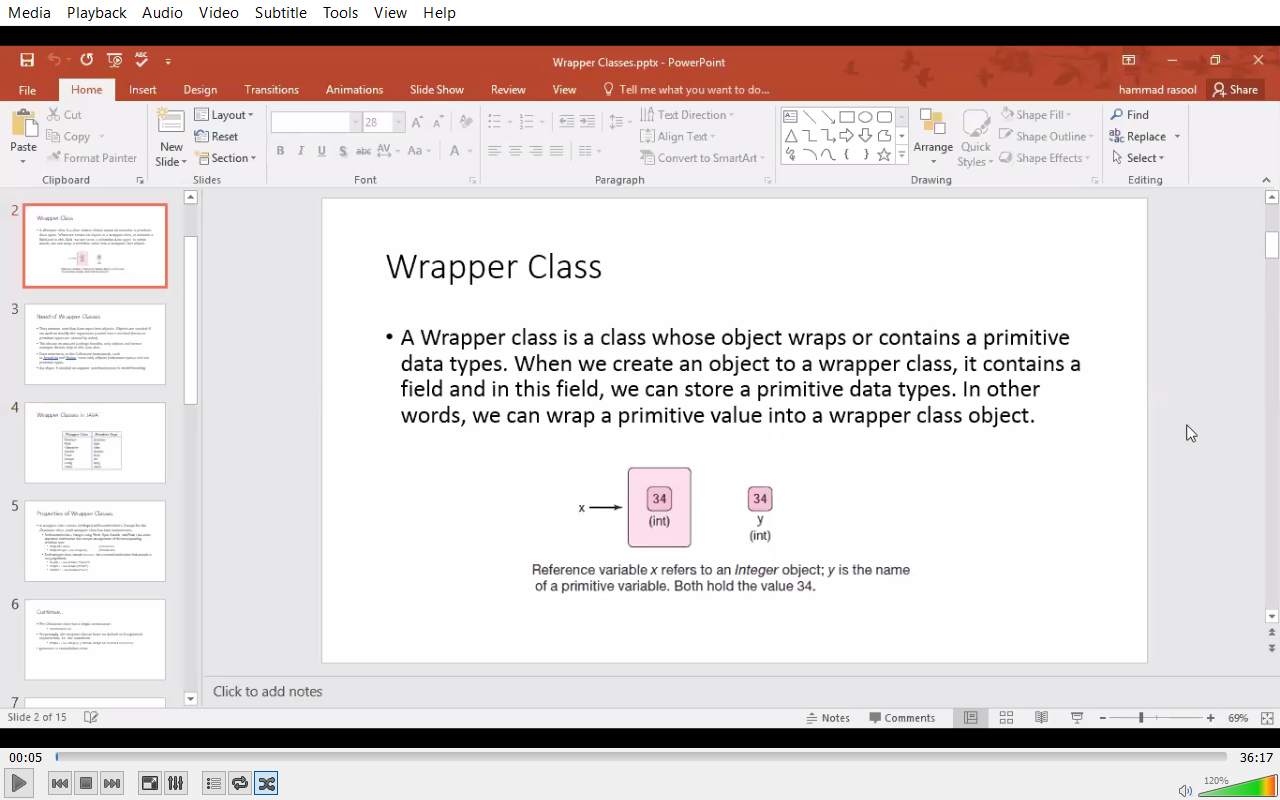 Media Playback Audio Video Subtitle Tools View Help
ABC
Wrapper Classes.pptx - PowerPoint
File Home Insert Design Transitions Animations Slide Show Review View Tell me what you want to do... hammad rasool Share
Paste
Cut
Copy
Format Painter
Clipboard
New
Slide
Layout
Reset
Section
Slides
28
B I U S abc AV Aa A
Font
Text Direction
Align Text
Convert to SmartArt
Paragraph
Arrange
Quick
Styles
Shape Fill
Shape Outline
Shape Effects
Drawing
Find
Replace
Select
Editing
2
Wrapper Class
3
Need of Wrapper Classes
4
Wrapper Classes in JAVA
5
Properties of Wrapper Classes
6
Continue..
7
Wrapper Class
• A Wrapper class is a class whose object wraps or contains a primitive
data types. When we create an object to a wrapper class, it contains a
field and in this field, we can store a primitive data types. In other
words, we can wrap a primitive value into a wrapper class object.
x
34
(int)
34
y
(int)
Reference variable x refers to an Integer object; y is the name
of a primitive variable. Both hold the value 34.
Click to add notes
Slide 2 of 15
Notes Comments 69%
00:05 36:17
120%